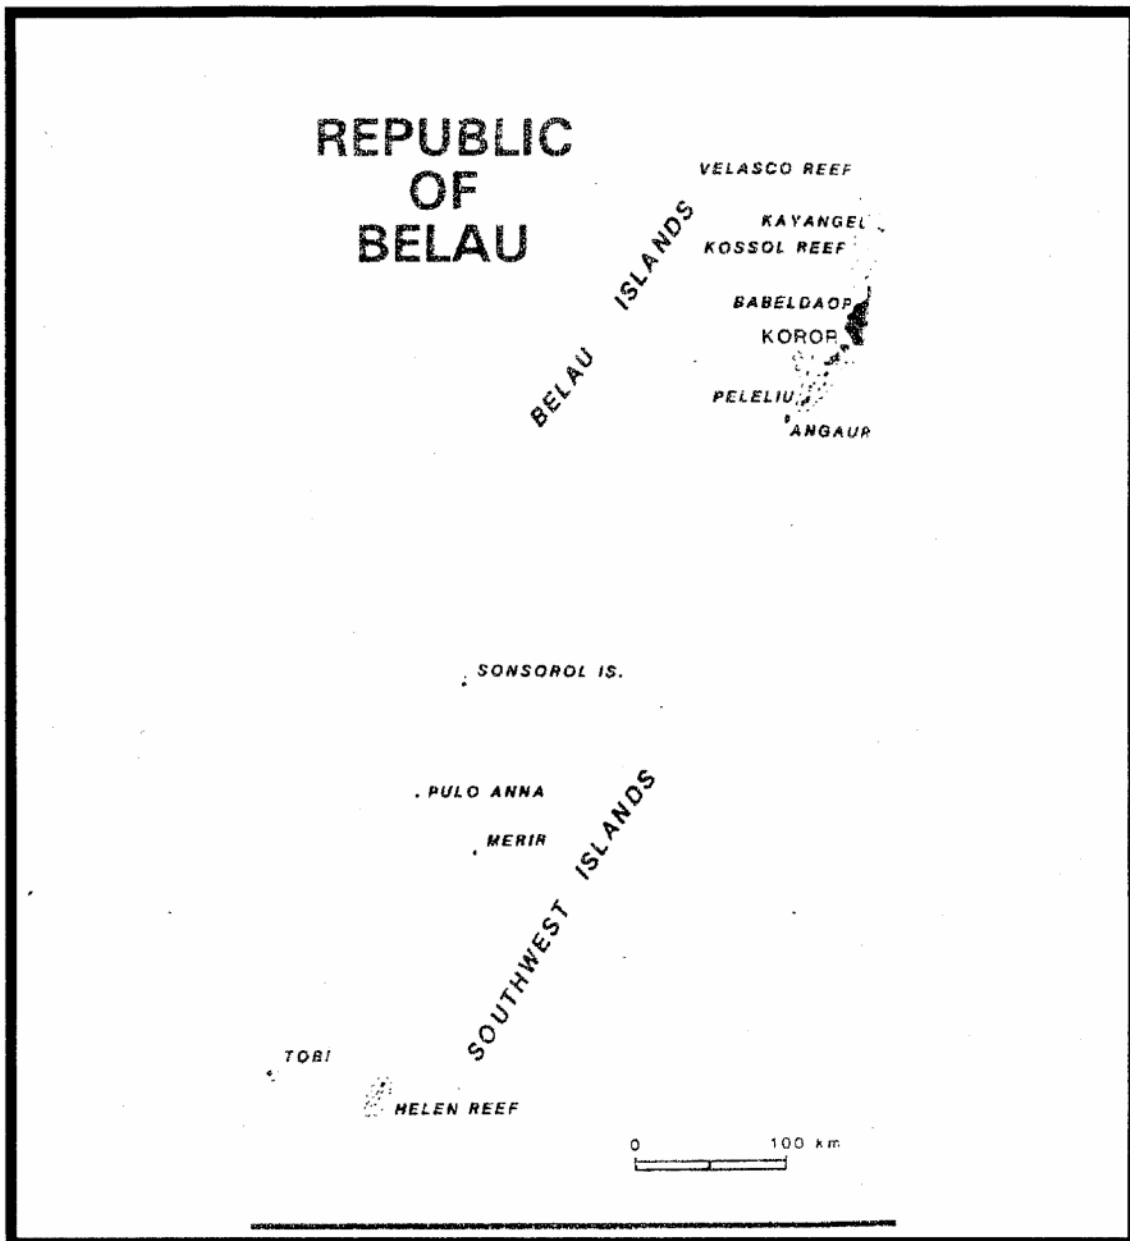 REPUBLIC
OF
BELAU
VELASCO REEF
KAYANGEL
KOSSOL REEF
BELAU ISLANDS
BABELDAOP
KOROR
PELELIU
ANGAUR
SONSOROL IS.
PULO ANNA
MERIR
SOUTHWEST ISLANDS
TOBI
HELEN REEF
0 100 km